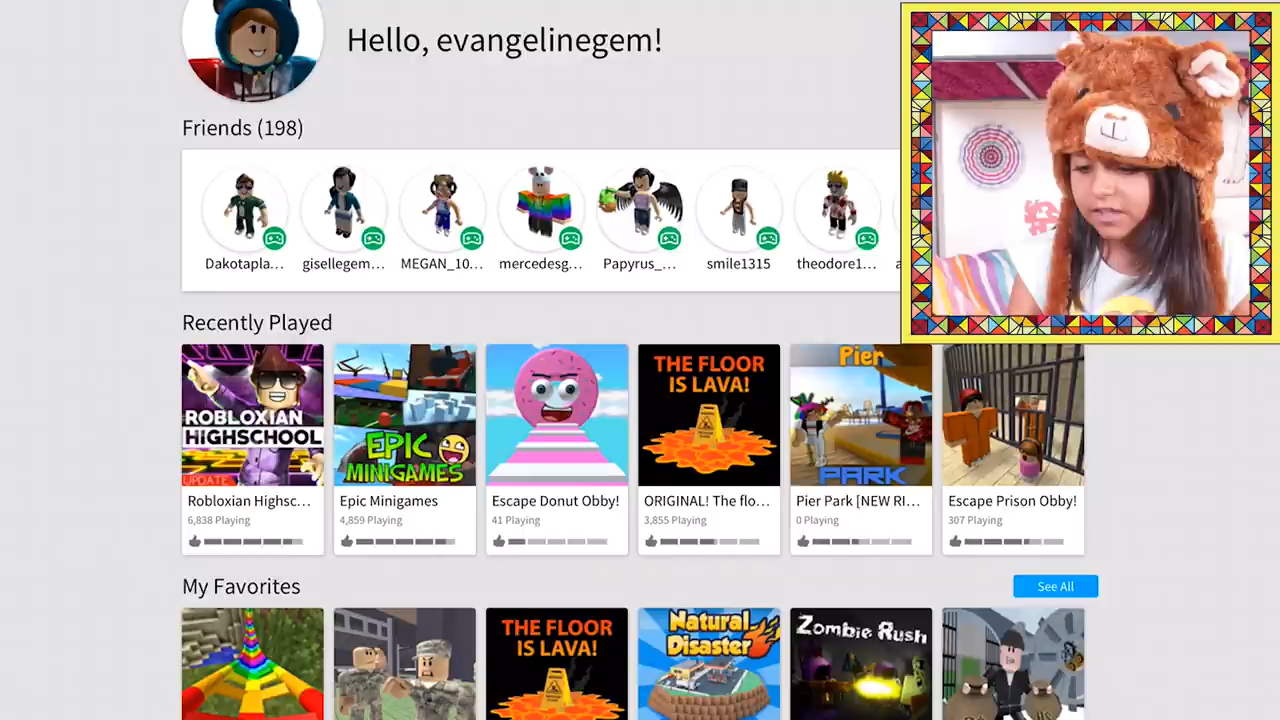 Hello, evangelinegem!
Friends (198)
Dakotapla...
gisellegem...
MEGAN_10...
mercedesg...
Papyrus_...
smile1315
theodore1...
Recently Played
ROBLOXIAN
HIGHSCHOOL
UPDATE
EPIC
MINIGAMES
THE FLOOR
IS LAVA!
Pier
PARK
Robloxian Highsc...
Epic Minigames
Escape Donut Obby!
ORIGINAL! The flo...
Pier Park [NEW RI...
Escape Prison Obby!
6,838 Playing
4,859 Playing
41 Playing
3,855 Playing
0 Playing
307 Playing
My Favorites
See All
THE FLOOR
IS LAVA!
Natural
Disaster
Zombie Rush